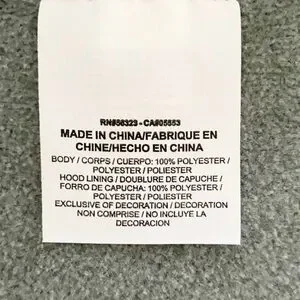 RN#56323 - CA#05553
MADE IN CHINA/FABRIQUE EN
CHINE/HECHO EN CHINA
BODY / CORPS / CUERPO: 100% POLYESTER /
POLYESTER / POLIESTER
HOOD LINING / DOUBLURE DE CAPUCHE /
FORRO DE CAPUCHA: 100% POLYESTER /
POLYESTER / POLIESTER
EXCLUSIVE OF DECORATION / DECORATION
NON COMPRISE / NO INCLUYE LA
DECORACION